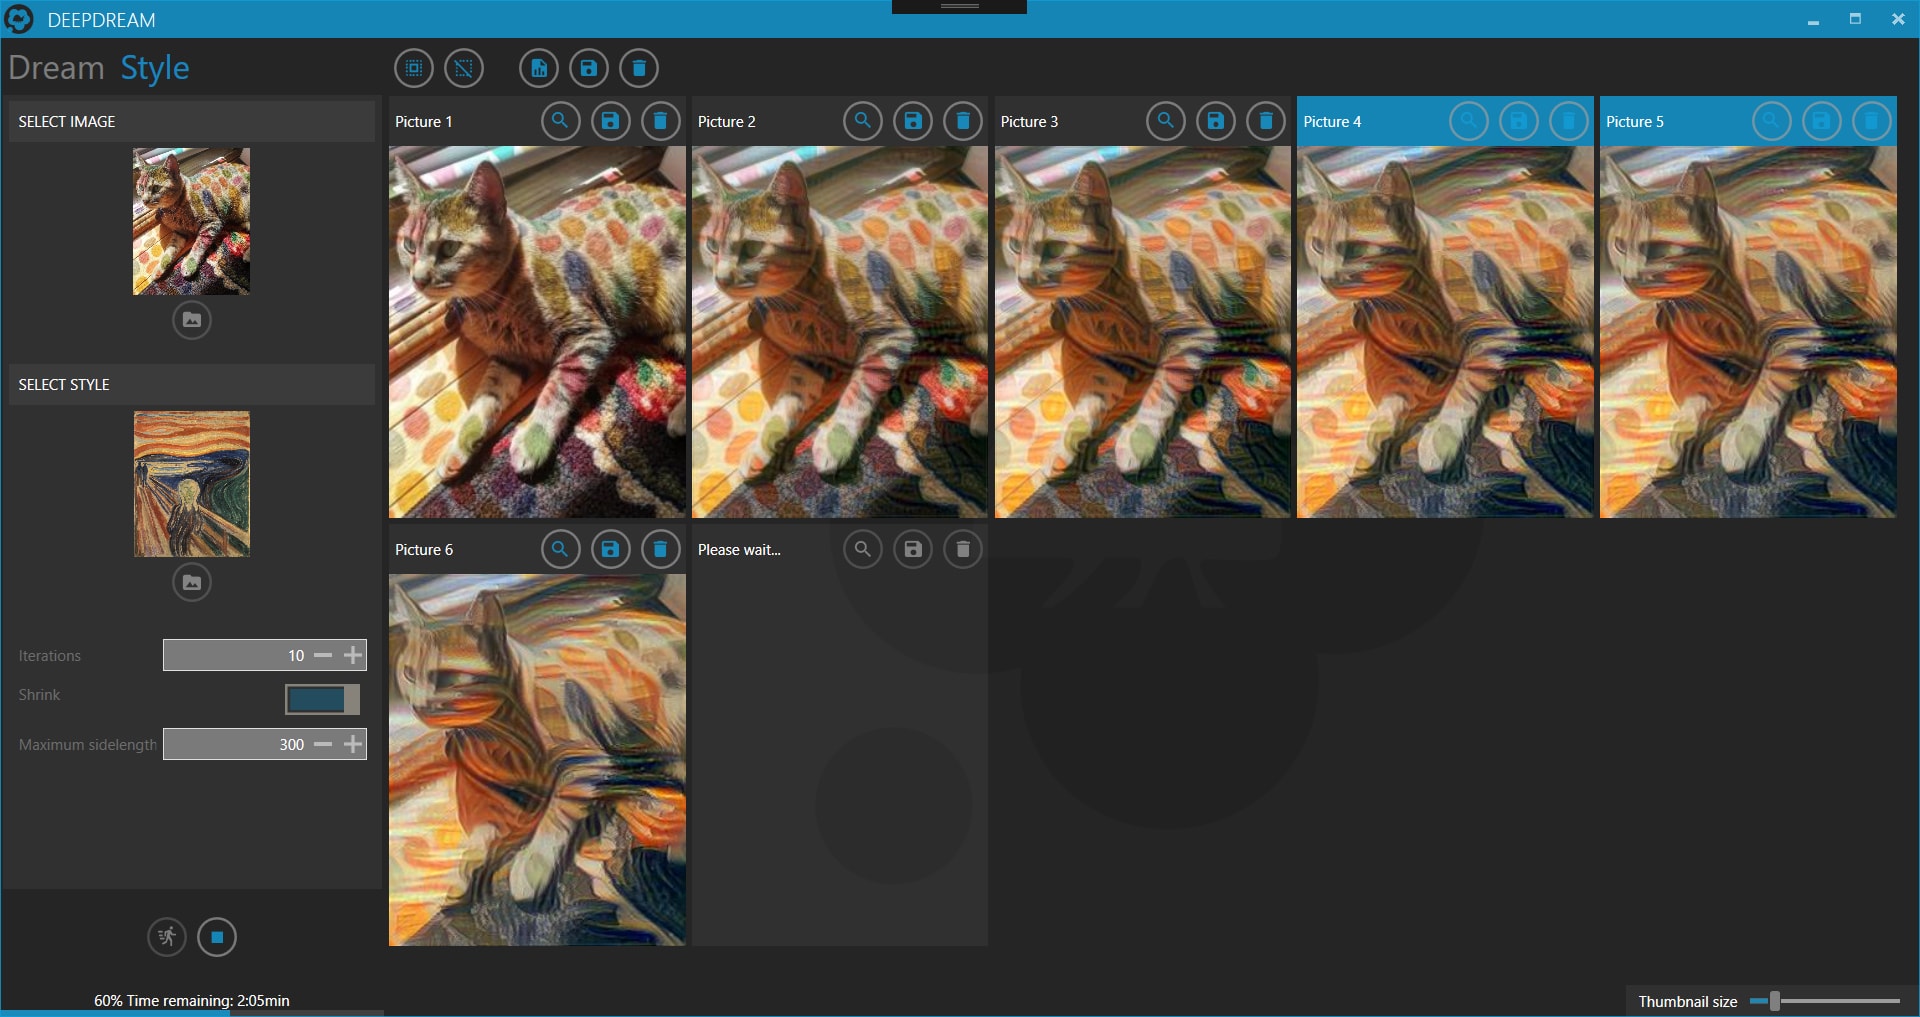 DEEPDREAM
Dream Style
SELECT IMAGE
SELECT STYLE
Iterations 10
Shrink
Maximum sidelength 300
60% Time remaining: 2:05min
Picture 1
Picture 2
Picture 3
Picture 4
Picture 5
Picture 6
Please wait...
Thumbnail size